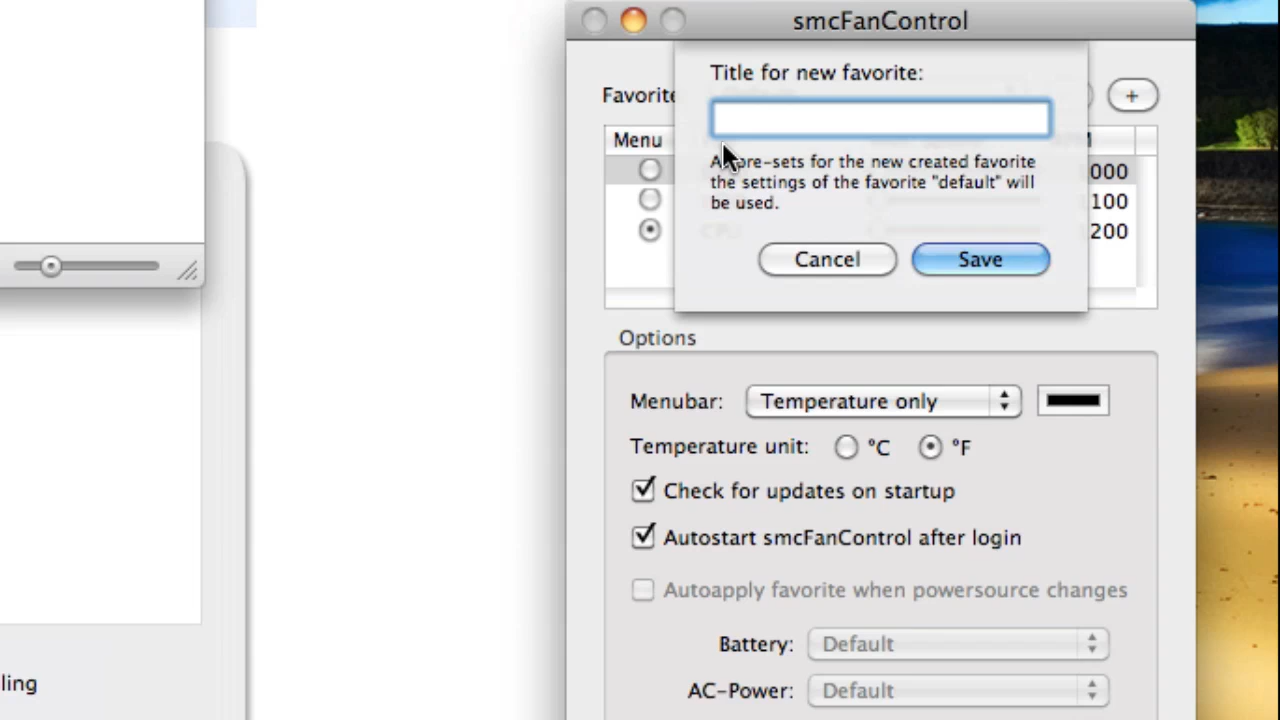 smcFanControl
Title for new favorite:
Favorite
+
Menu
M
pre-sets for the new created favorite
000
the settings of the favorite "default" will
100
be used.
200
Cancel
Save
Options
Menubar:
Temperature only
Temperature unit:
°C
°F
Check for updates on startup
Autostart smcFanControl after login
Autoapply favorite when powersource changes
Battery:
Default
ling
AC-Power:
Default